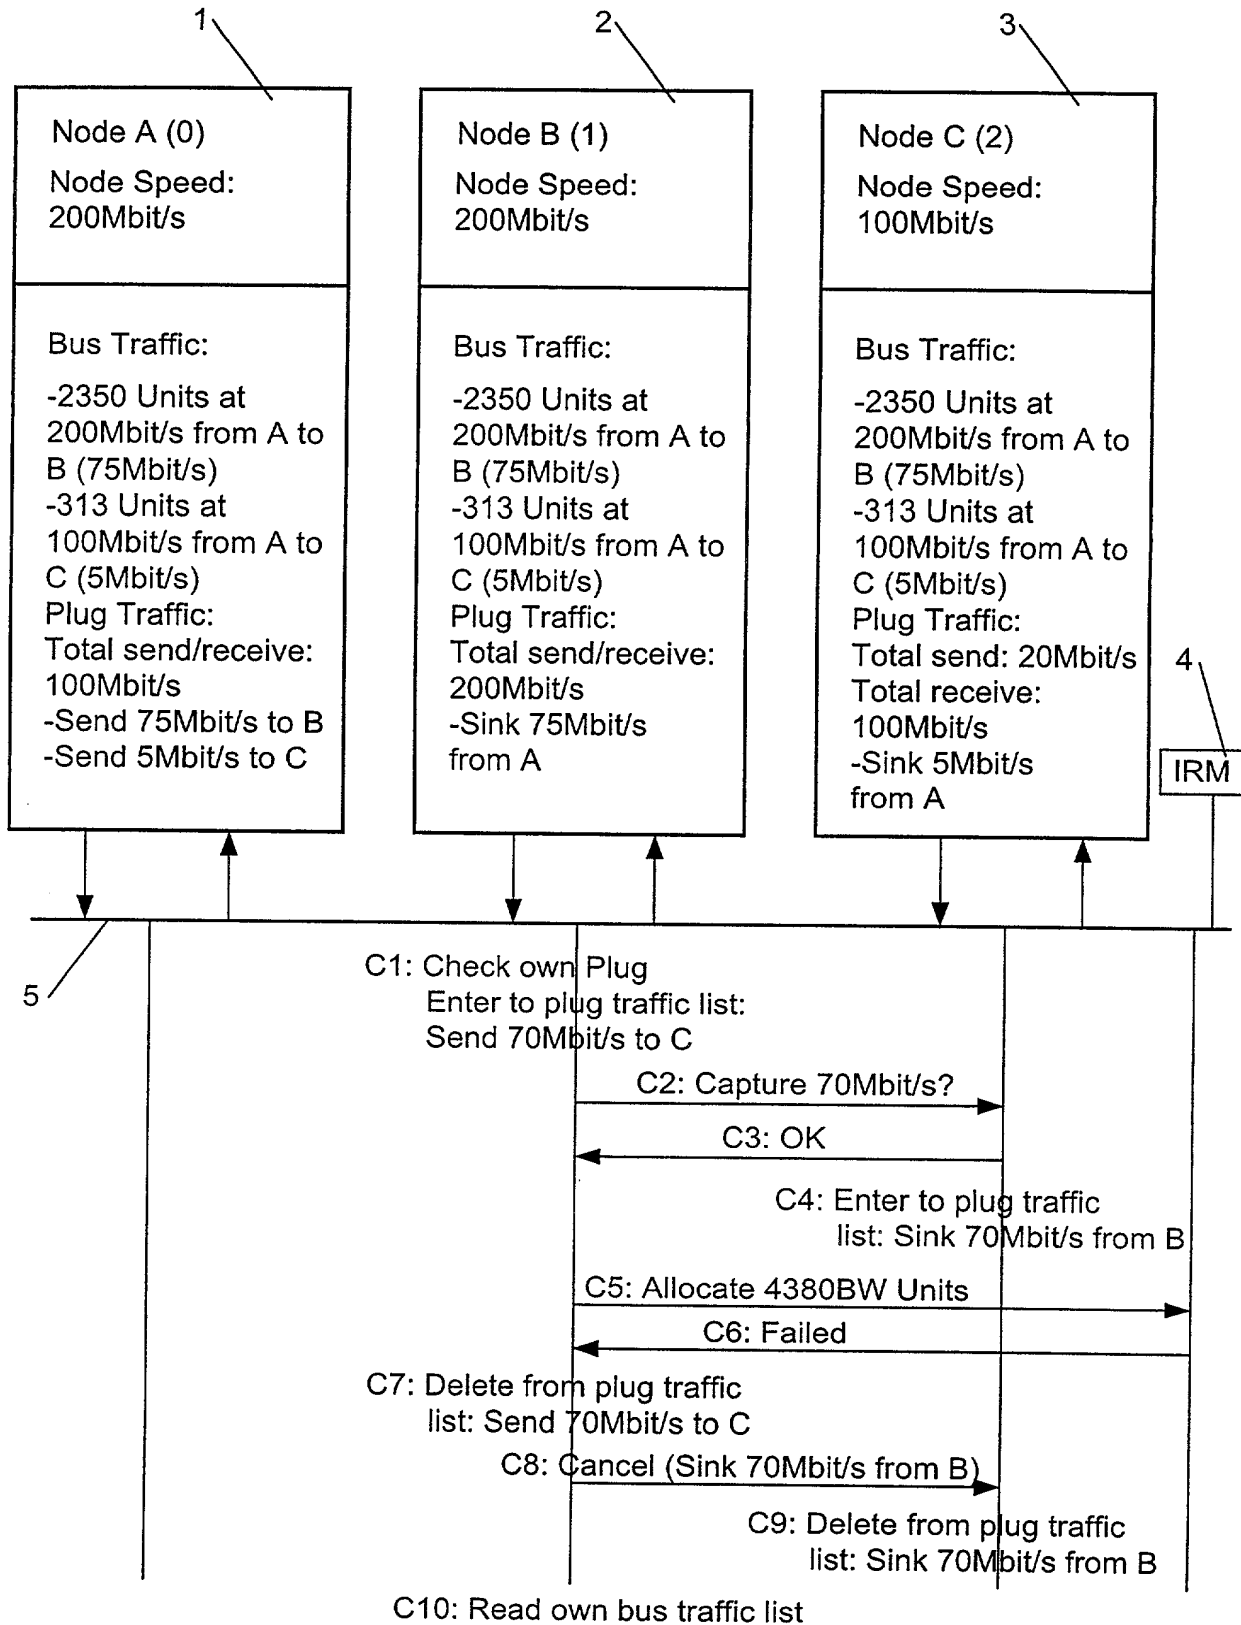 1
2
3
Node A (0)
Node Speed:
200Mbit/s
Bus Traffic:
-2350 Units at
200Mbit/s from A to
B (75Mbit/s)
-313 Units at
100Mbit/s from A to
C (5Mbit/s)
Plug Traffic:
Total send/receive:
100Mbit/s
-Send 75Mbit/s to B
-Send 5Mbit/s to C
Node B (1)
Node Speed:
200Mbit/s
Bus Traffic:
-2350 Units at
200Mbit/s from A to
B (75Mbit/s)
-313 Units at
100Mbit/s from A to
C (5Mbit/s)
Plug Traffic:
Total send/receive:
200Mbit/s
-Sink 75Mbit/s
from A
Node C (2)
Node Speed:
100Mbit/s
Bus Traffic:
-2350 Units at
200Mbit/s from A to
B (75Mbit/s)
-313 Units at
100Mbit/s from A to
C (5Mbit/s)
Plug Traffic:
Total send: 20Mbit/s
Total receive:
100Mbit/s
-Sink 5Mbit/s
from A
4
IRM
5
C1: Check own Plug
Enter to plug traffic list:
Send 70Mbit/s to C
C2: Capture 70Mbit/s?
C3: OK
C4: Enter to plug traffic
list: Sink 70Mbit/s from B
C5: Allocate 4380BW Units
C6: Failed
C7: Delete from plug traffic
list: Send 70Mbit/s to C
C8: Cancel (Sink 70Mbit/s from B)
C9: Delete from plug traffic
list: Sink 70Mbit/s from B
C10: Read own bus traffic list